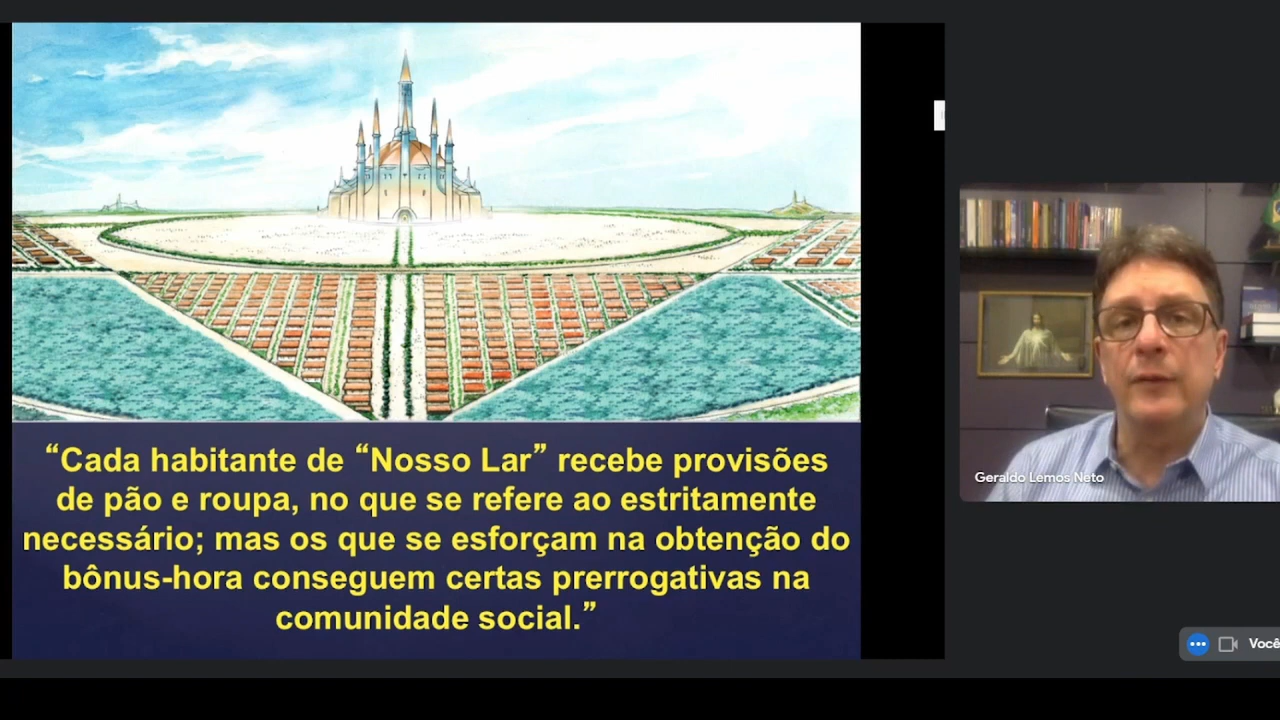 “Cada habitante de “Nosso Lar” recebe provisões
de pão e roupa, no que se refere ao estritamente
necessário; mas os que se esforçam na obtenção do
bônus-hora conseguem certas prerrogativas na
comunidade social.”
Geraldo Lemos Neto
Você